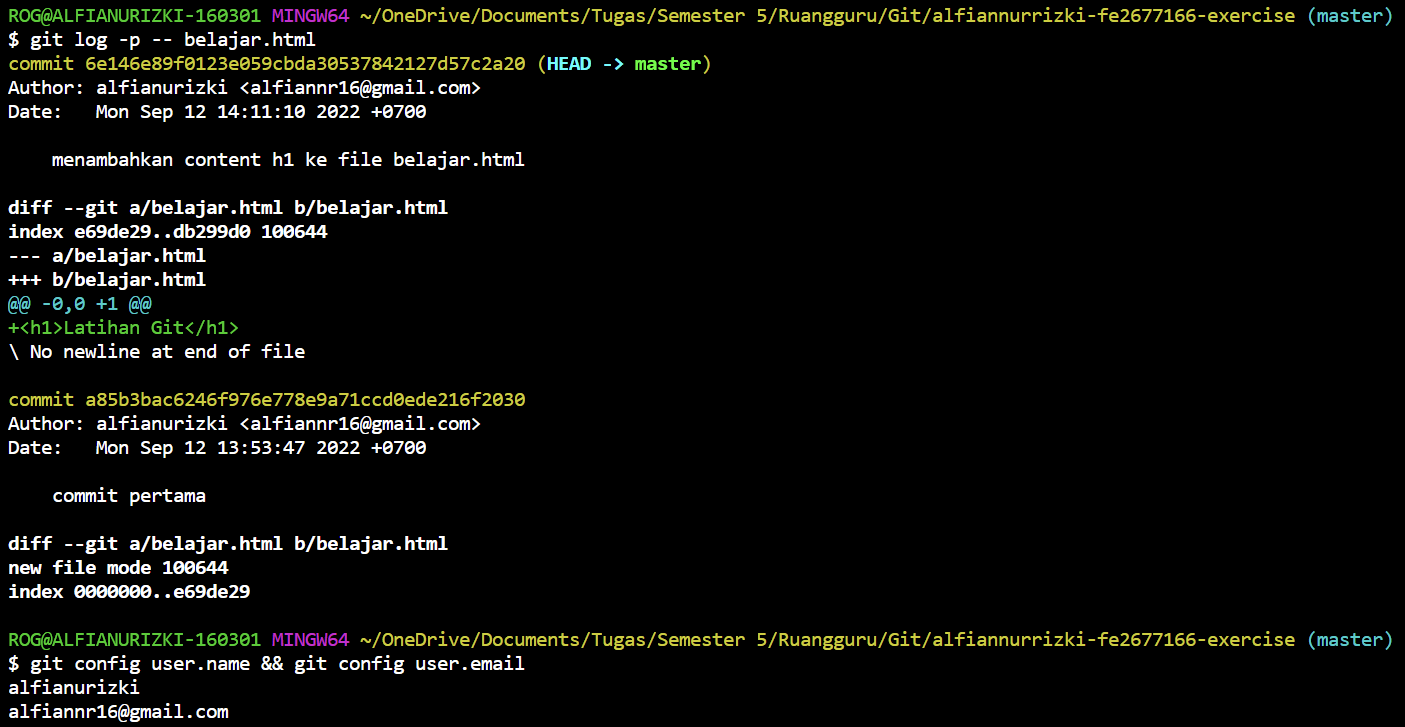 ROG@ALFIANURIZKI-160301 MINGW64 ~/OneDrive/Documents/Tugas/Semester 5/Ruangguru/Git/alfiannurrizki-fe2677166-exercise (master)
$ git log -p -- belajar.html
commit 6e146e89f0123e059cbda30537842127d57c2a20 (HEAD -> master)
Author: alfianurizki <alfiannr16@gmail.com>
Date:   Mon Sep 12 14:11:10 2022 +0700

    menambahkan content h1 ke file belajar.html

diff --git a/belajar.html b/belajar.html
index e69de29..db299d0 100644
--- a/belajar.html
+++ b/belajar.html
@@ -0,0 +1 @@
+<h1>Latihan Git</h1>
\ No newline at end of file

commit a85b3bac6246f976e778e9a71ccd0ede216f2030
Author: alfianurizki <alfiannr16@gmail.com>
Date:   Mon Sep 12 13:53:47 2022 +0700

    commit pertama

diff --git a/belajar.html b/belajar.html
new file mode 100644
index 0000000..e69de29

ROG@ALFIANURIZKI-160301 MINGW64 ~/OneDrive/Documents/Tugas/Semester 5/Ruangguru/Git/alfiannurrizki-fe2677166-exercise (master)
$ git config user.name && git config user.email
alfianurizki
alfiannr16@gmail.com